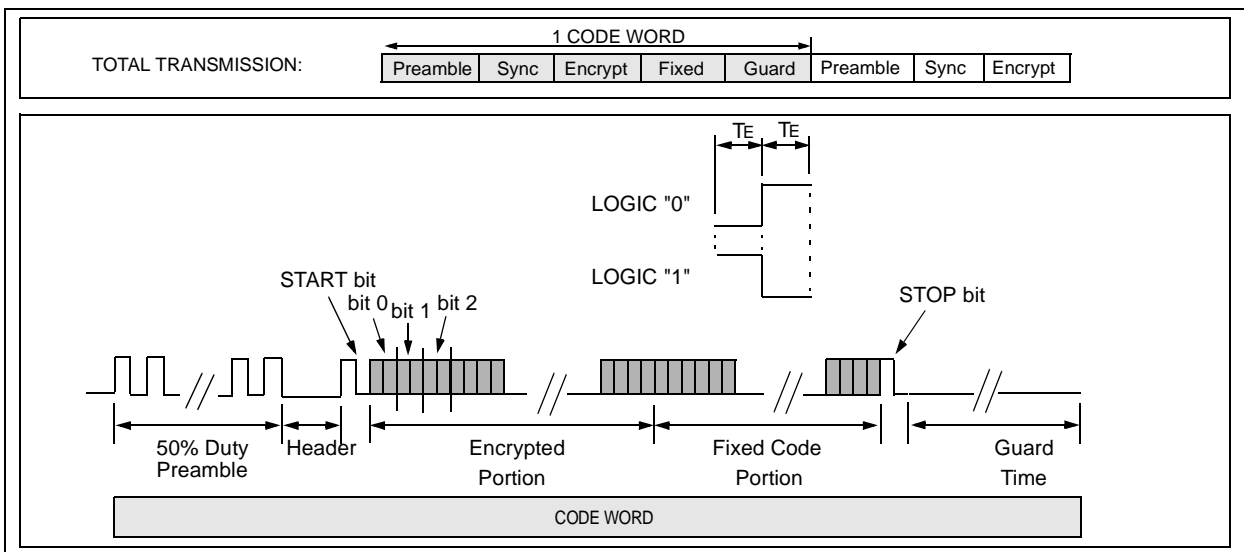 1 CODE WORD
TOTAL TRANSMISSION:
Preamble Sync Encrypt Fixed Guard Preamble Sync Encrypt
TE TE
LOGIC "0"
LOGIC "1"
START bit
bit 0 bit 1 bit 2
STOP bit
50% Duty Preamble
Header
Encrypted Portion
Fixed Code Portion
Guard Time
CODE WORD